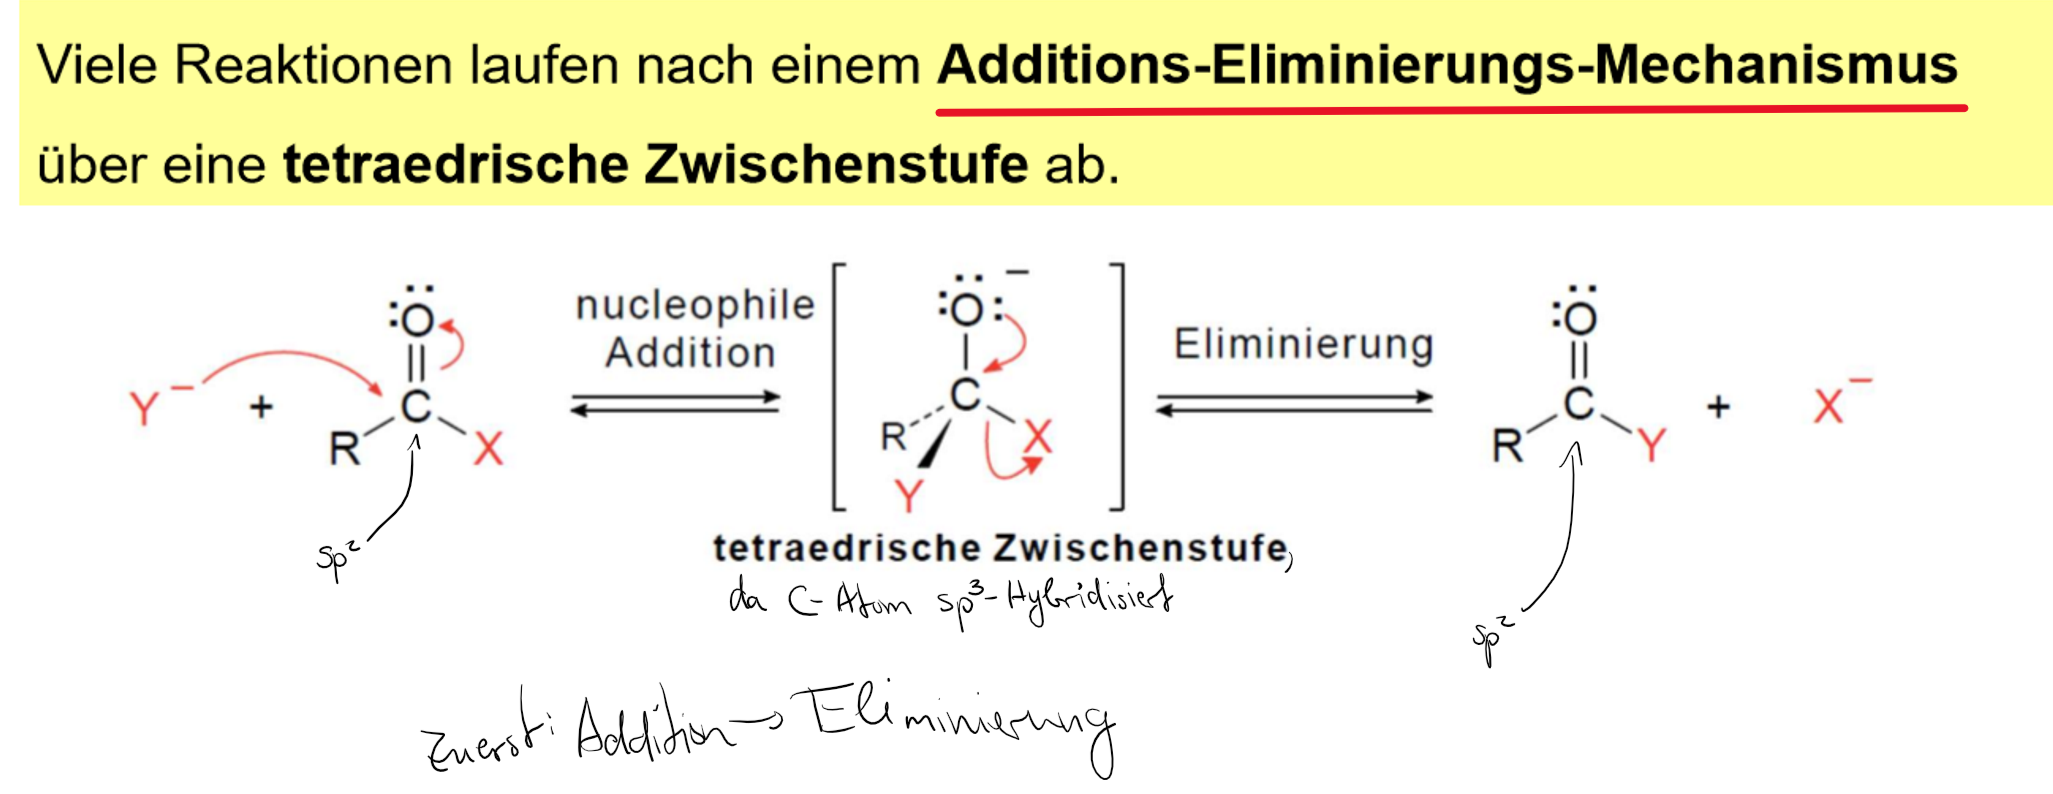 Viele Reaktionen laufen nach einem Additions-Eliminierungs-Mechanismus
über eine tetraedrische Zwischenstufe ab.
Y⁻ + :Ö = C R X
sp²
nucleophile
Addition
:Ö:⁻ C R X Y
tetraedrische Zwischenstufe,
da C-Atom sp³-Hybridisiert
Eliminierung
:Ö = C R Y + X⁻
sp²
Zuerst: Addition → Eliminierung